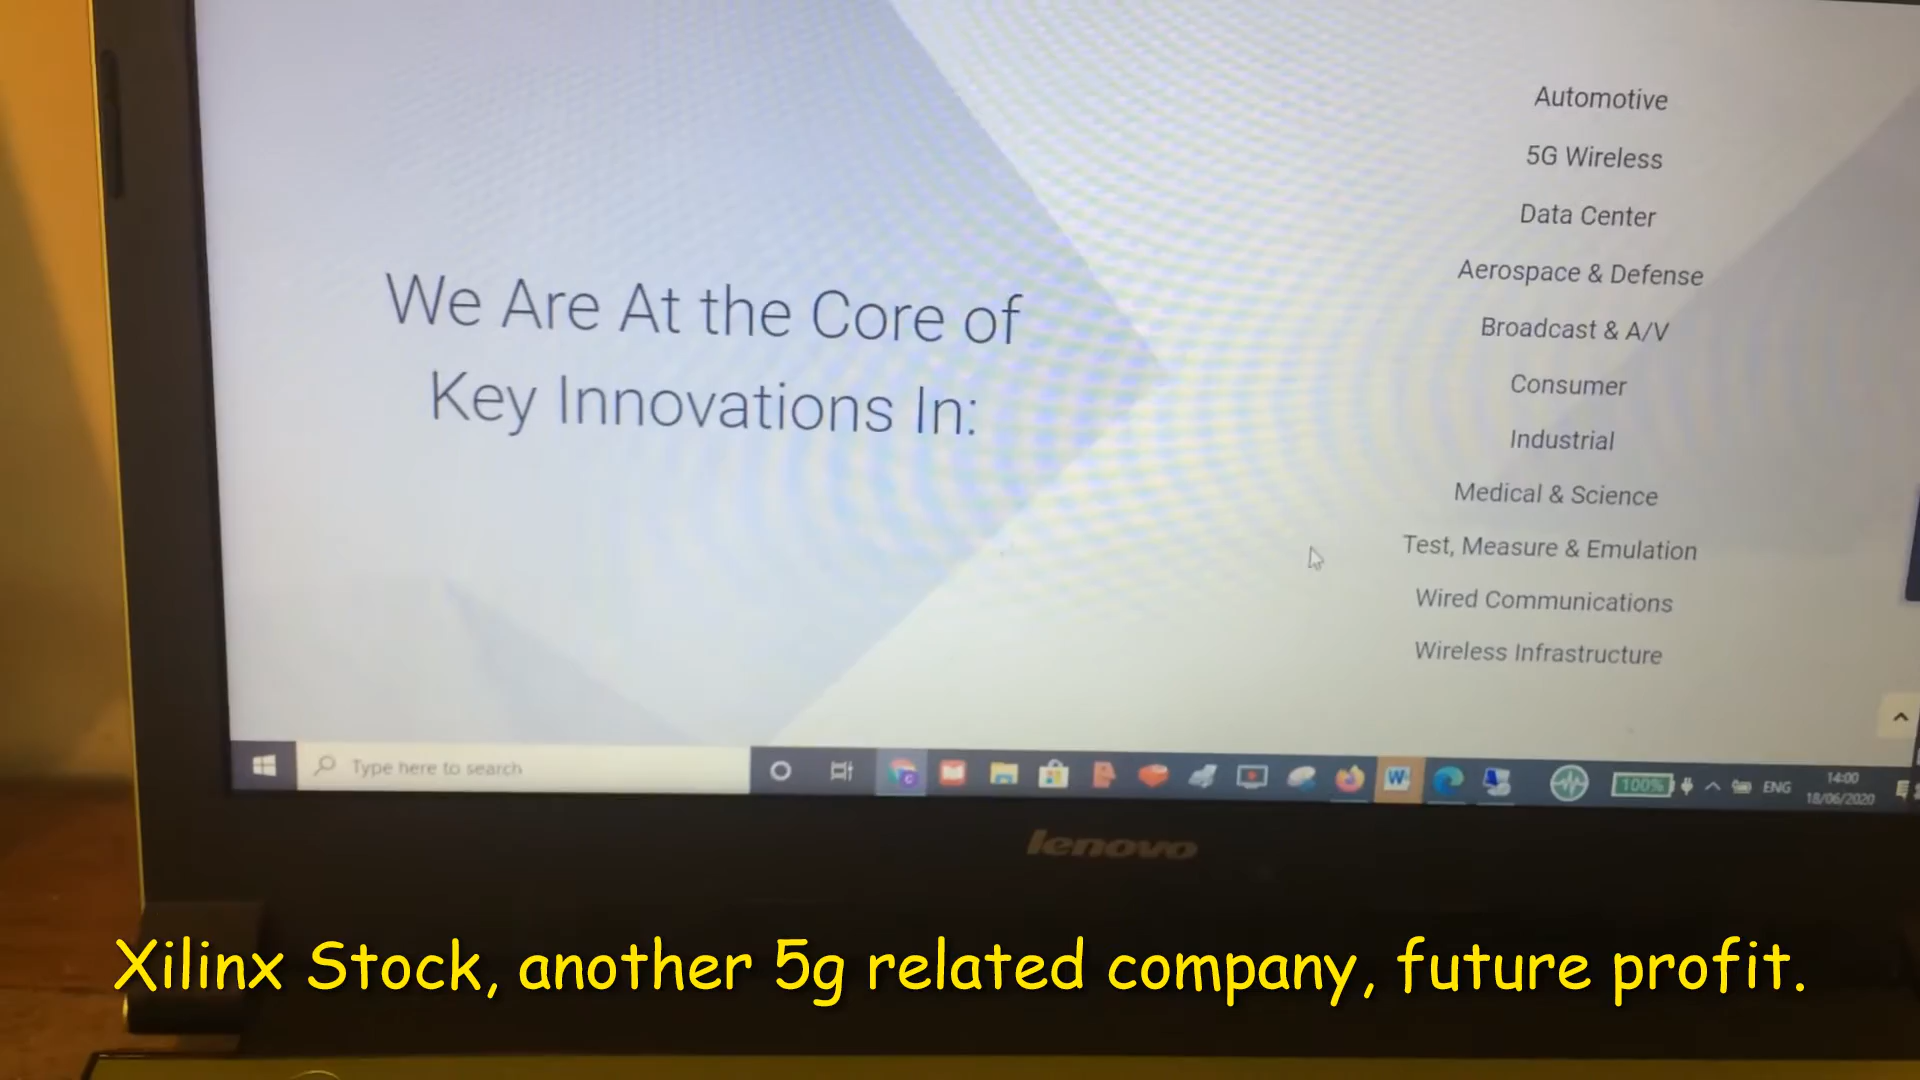 We Are At the Core of
Key Innovations In:
Automotive
5G Wireless
Data Center
Aerospace & Defense
Broadcast & A/V
Consumer
Industrial
Medical & Science
Test, Measure & Emulation
Wired Communications
Wireless Infrastructure
Type here to search
100%
ENG
14:00
18/06/2020
lenovo
Xilinx Stock, another 5g related company, future profit.